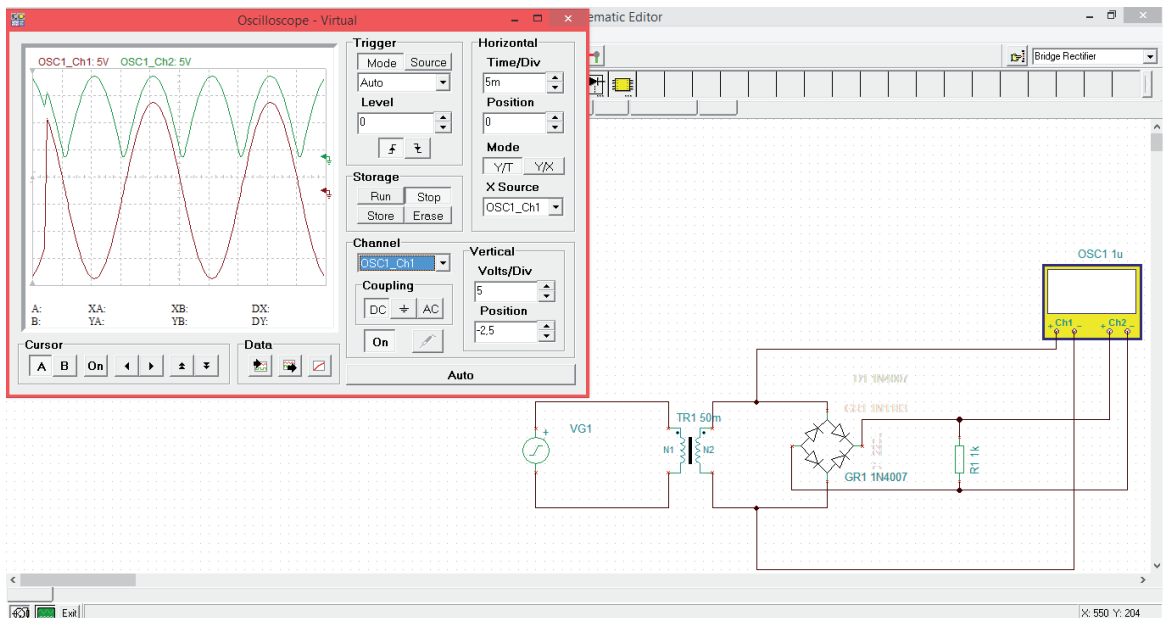 Oscilloscope - Virtual
ematic Editor
Bridge Rectifier
OSC1_Ch1: 5V OSC1_Ch2: 5V
A: XA: XB: DX:
B: YA: YB: DY:
Cursor
A B On
Data
Trigger
Mode Source
Auto
Level
0
Storage
Run Stop
Store Erase
Channel
OSC1_Ch1
Coupling
DC AC
On
Horizontal
Time/Div
5m
Position
0
Mode
Y/T Y/X
X Source
OSC1_Ch1
Vertical
Volts/Div
5
Position
-2,5
Auto
OSC1 1u
+ Ch1 - + Ch2 -
D1 1N4007
VG1
+
TR1 50m
N1 N2
GR1 1N4007
R1 1k
Exit
X: 550 Y: 204